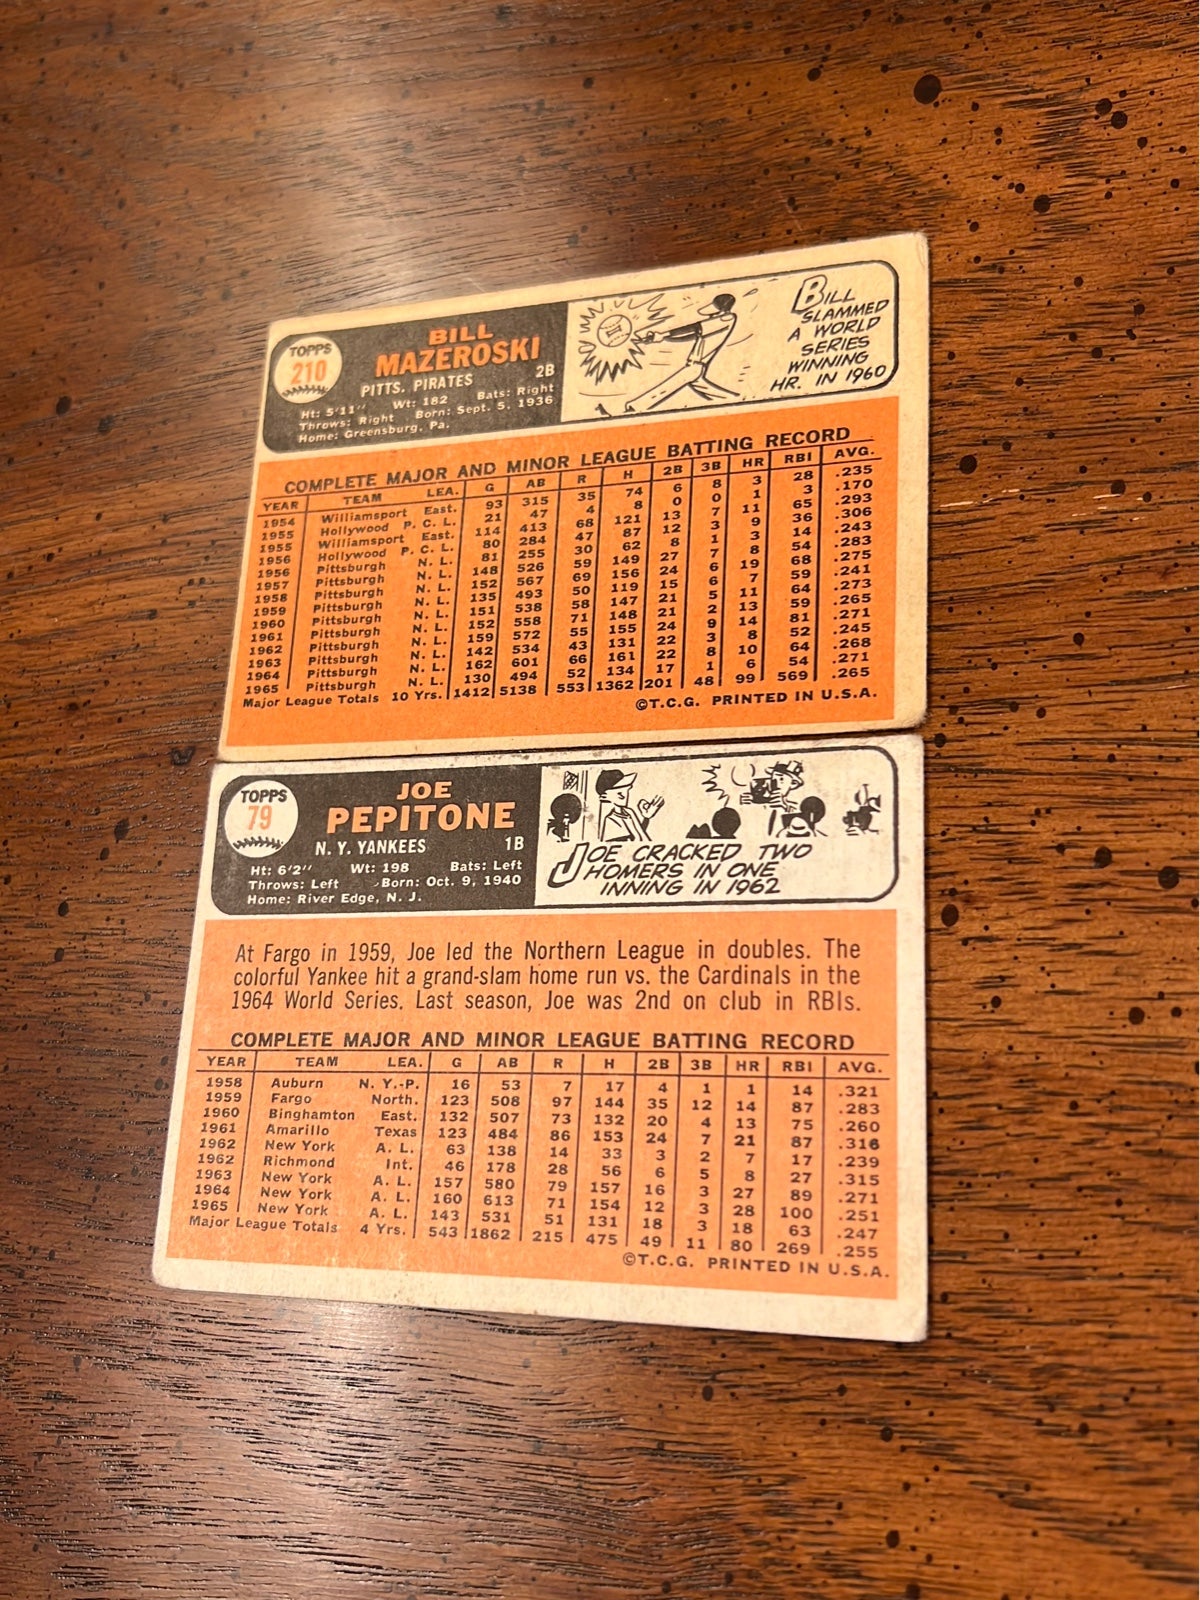 TOPPS
210
BILL
MAZEROSKI
PITTS. PIRATES 2B
Ht: 5'11" Wt: 182 Bats: Right
Throws: Right Born: Sept. 5, 1936
Home: Greensburg, Pa.
BILL
SLAMMED
A WORLD
SERIES
WINNING
HR. IN 1960
COMPLETE MAJOR AND MINOR LEAGUE BATTING RECORD
YEAR TEAM LEA. G AB R H 2B 3B HR RBI AVG.
1954 Williamsport East. 93 315 35 74 6 8 3 28 .235
1955 Hollywood P. C. L. 21 47 4 8 0 0 1 3 .170
1955 Williamsport East. 114 413 68 121 13 7 11 65 .293
1956 Hollywood P. C. L. 80 284 47 87 12 3 9 36 .306
1956 Pittsburgh N. L. 81 255 30 62 8 1 3 14 .243
1957 Pittsburgh N. L. 148 526 59 149 27 7 8 54 .283
1958 Pittsburgh N. L. 152 567 69 156 24 6 19 68 .275
1959 Pittsburgh N. L. 135 493 50 119 15 6 7 59 .241
1960 Pittsburgh N. L. 151 538 58 147 21 5 11 64 .273
1961 Pittsburgh N. L. 152 558 71 148 21 2 13 59 .265
1962 Pittsburgh N. L. 159 572 55 155 24 9 14 81 .271
1963 Pittsburgh N. L. 142 534 43 131 22 3 8 52 .245
1964 Pittsburgh N. L. 162 601 66 161 22 8 10 64 .268
1965 Pittsburgh N. L. 130 494 52 134 17 1 6 54 .271
Major League Totals 10 Yrs. 1412 5138 553 1362 201 48 99 569 .265
©T.C.G. PRINTED IN U.S.A.
TOPPS
79
JOE
PEPITONE
N. Y. YANKEES 1B
Ht: 6'2" Wt: 198 Bats: Left
Throws: Left Born: Oct. 9, 1940
Home: River Edge, N. J.
JOE CRACKED TWO
HOMERS IN ONE
INNING IN 1962
At Fargo in 1959, Joe led the Northern League in doubles. The
colorful Yankee hit a grand-slam home run vs. the Cardinals in the
1964 World Series. Last season, Joe was 2nd on club in RBIs.
COMPLETE MAJOR AND MINOR LEAGUE BATTING RECORD
YEAR TEAM LEA. G AB R H 2B 3B HR RBI AVG.
1958 Auburn N. Y.-P. 16 53 7 17 4 1 1 14 .321
1959 Fargo North. 123 508 97 144 35 12 14 87 .283
1960 Binghamton East. 132 507 73 132 20 4 13 75 .260
1961 Amarillo Texas 123 484 86 153 24 7 21 87 .316
1962 New York A. L. 63 138 14 33 3 2 7 17 .239
1962 Richmond Int. 46 178 28 56 6 5 8 27 .315
1963 New York A. L. 157 580 79 157 16 3 27 89 .271
1964 New York A. L. 160 613 71 154 12 3 28 100 .251
1965 New York A. L. 143 531 51 131 18 3 18 63 .247
Major League Totals 4 Yrs. 543 1862 215 475 49 11 80 269 .255
©T.C.G. PRINTED IN U.S.A.